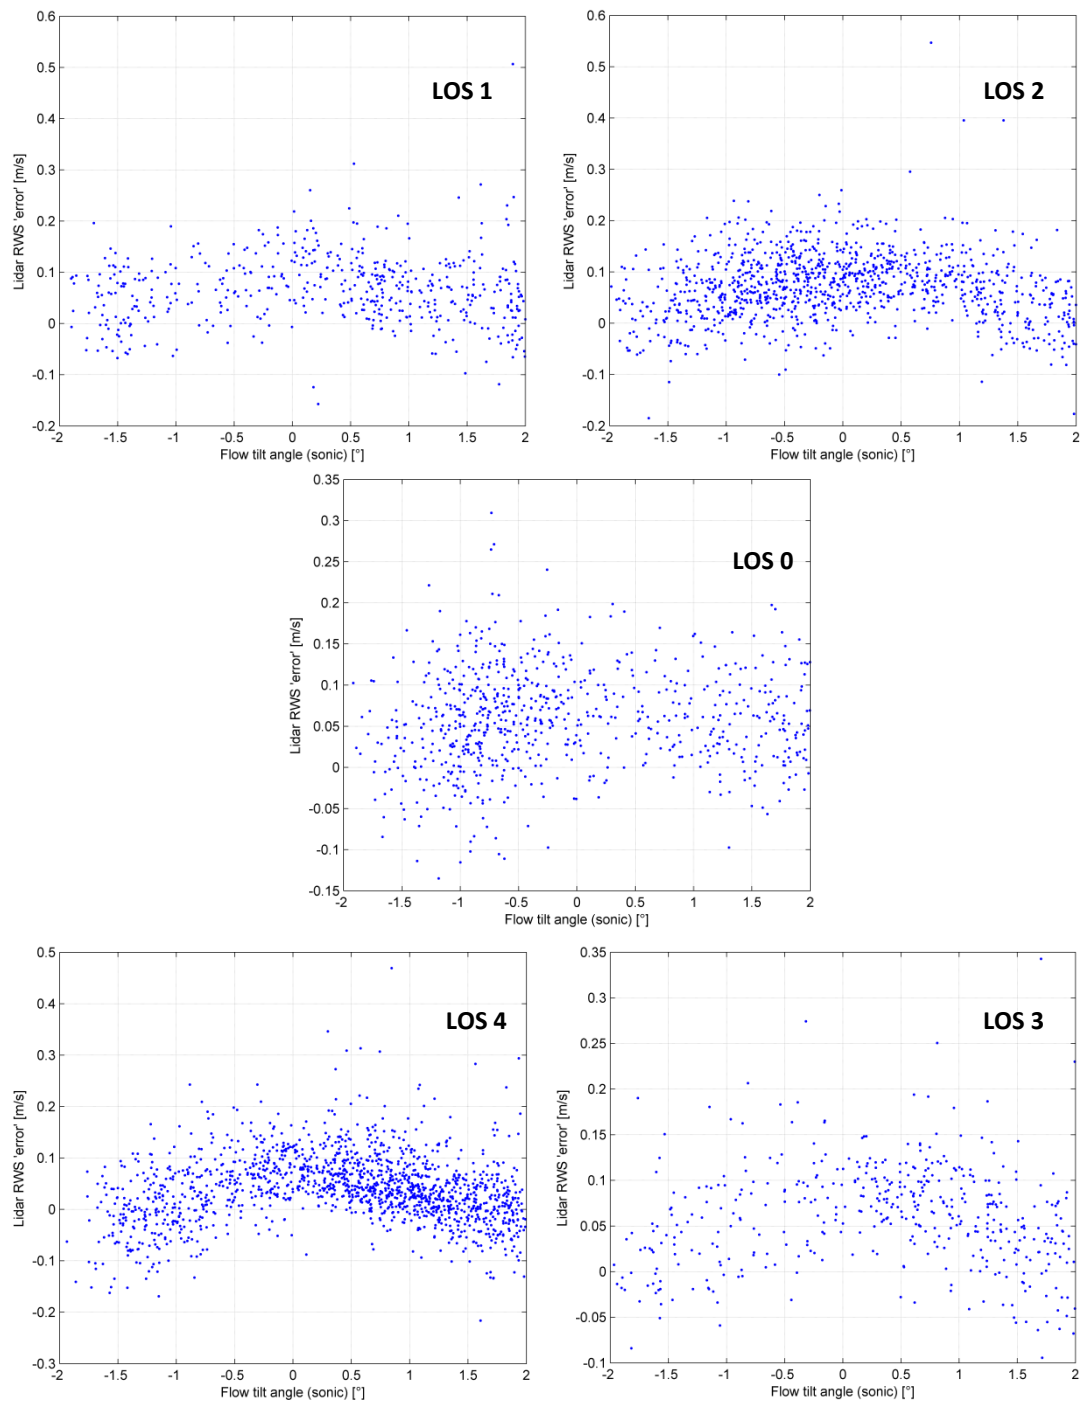 0.6
0.5
0.4
0.3
0.2
0.1
0
-0.1
-0.2
Lidar RWS 'error' [m/s]
LOS 1
-2 -1.5 -1 -0.5 0 0.5 1 1.5 2
Flow tilt angle (sonic) [°]
0.6
0.5
0.4
0.3
0.2
0.1
0
-0.1
-0.2
Lidar RWS 'error' [m/s]
LOS 2
-2 -1.5 -1 -0.5 0 0.5 1 1.5 2
Flow tilt angle (sonic) [°]
0.35
0.3
0.25
0.2
0.15
0.1
0.05
0
-0.05
-0.1
-0.15
Lidar RWS 'error' [m/s]
LOS 0
-2 -1.5 -1 -0.5 0 0.5 1 1.5 2
Flow tilt angle (sonic) [°]
0.5
0.4
0.3
0.2
0.1
0
-0.1
-0.2
-0.3
Lidar RWS 'error' [m/s]
LOS 4
-2 -1.5 -1 -0.5 0 0.5 1 1.5 2
Flow tilt angle (sonic) [°]
0.35
0.3
0.25
0.2
0.15
0.1
0.05
0
-0.05
-0.1
Lidar RWS 'error' [m/s]
LOS 3
-2 -1.5 -1 -0.5 0 0.5 1 1.5 2
Flow tilt angle (sonic) [°]